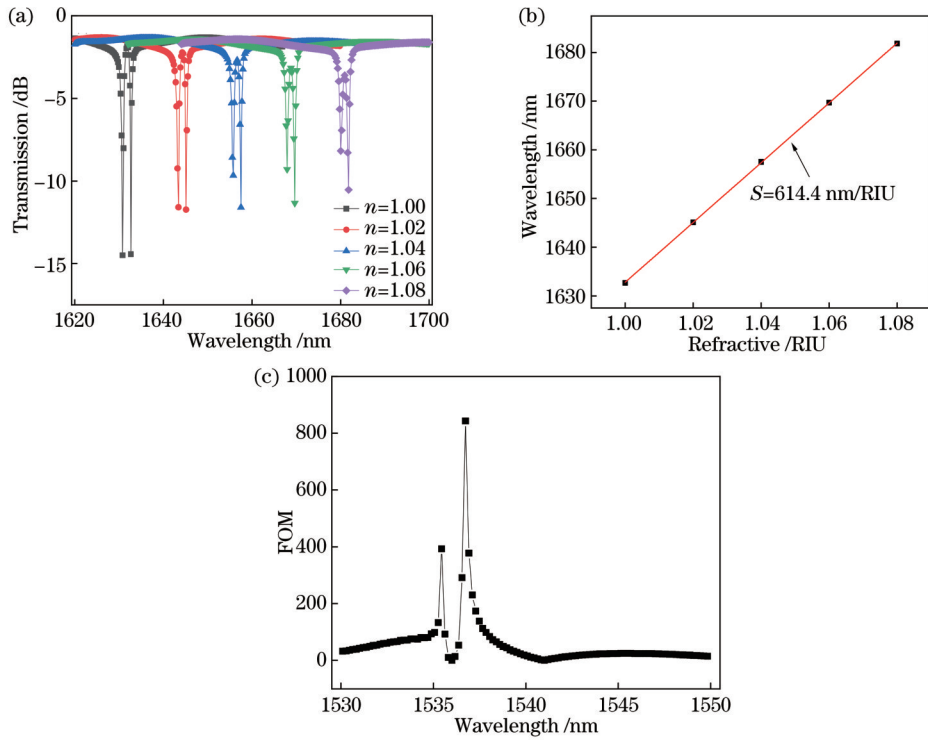 (a)
0
−5
−10
−15
Transmission /dB
n=1.00
n=1.02
n=1.04
n=1.06
n=1.08
1620 1640 1660 1680 1700
Wavelength /nm
(b)
1680
1670
1660
1650
1640
1630
Wavelength /nm
S=614.4 nm/RIU
1.00 1.02 1.04 1.06 1.08
Refractive /RIU
(c)
1000
800
600
400
200
0
FOM
1530 1535 1540 1545 1550
Wavelength /nm